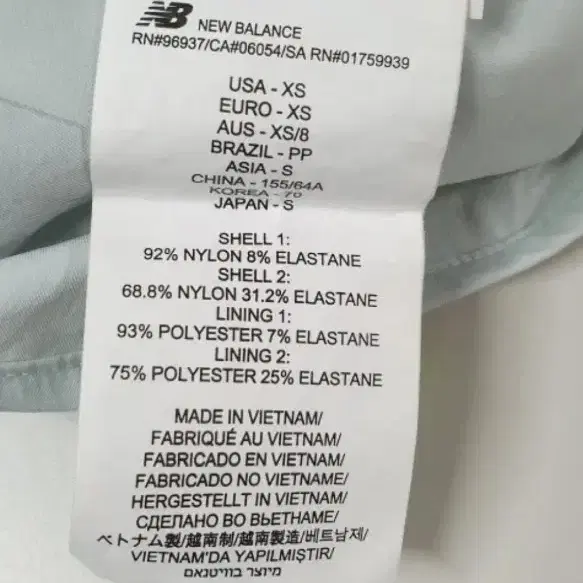 NB NEW BALANCE
RN#96937/CA#06054/SA RN#01759939
USA - XS
EURO - XS
AUS - XS/8
BRAZIL - PP
ASIA - S
CHINA - 155/64A
KOREA - 70
JAPAN - S
SHELL 1:
92% NYLON 8% ELASTANE
SHELL 2:
68.8% NYLON 31.2% ELASTANE
LINING 1:
93% POLYESTER 7% ELASTANE
LINING 2:
75% POLYESTER 25% ELASTANE
MADE IN VIETNAM/
FABRIQUÉ AU VIETNAM/
FABRICADO EN VIETNAM/
FABRICADO NO VIETNAME/
HERGESTELLT IN VIETNAM/
СДЕЛАНО ВО ВЬЕТНАМЕ/
ベトナム製/越南制/越南製造/베트남제/
VIETNAM'DA YAPILMIŞTIR/
מיוצר בוויטנאם